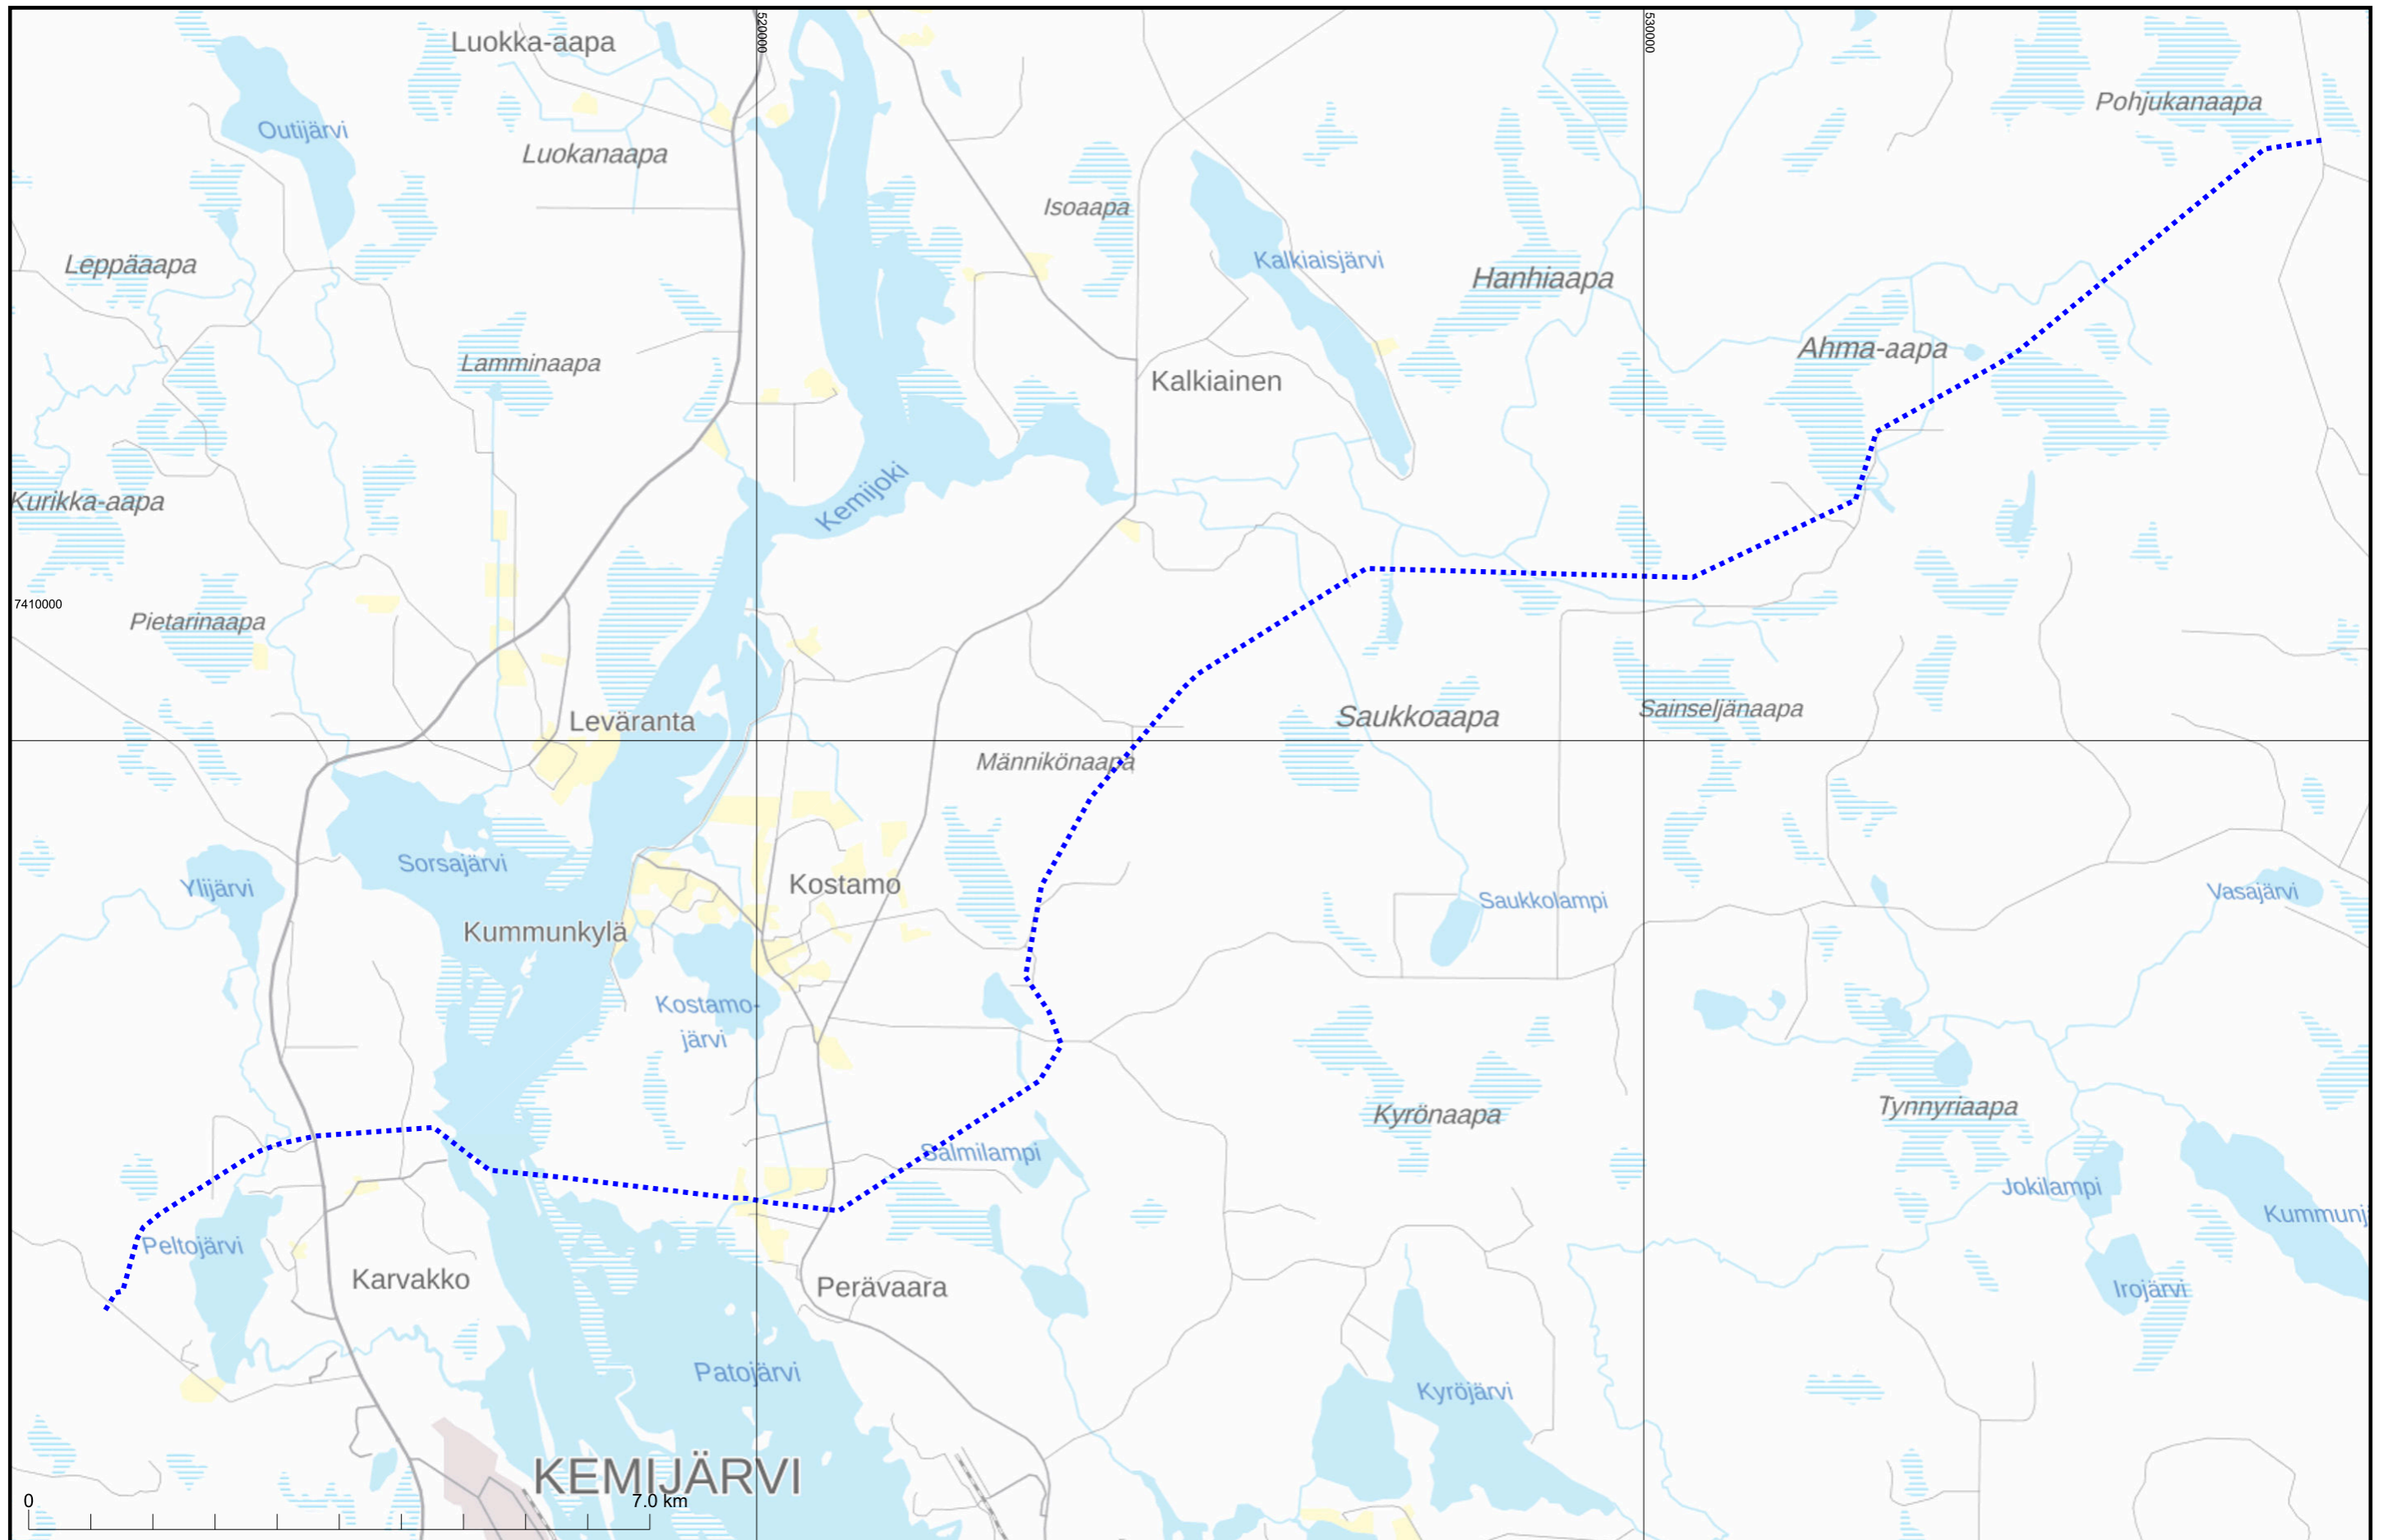 Luokka-aapa
520000
530000
Pohjukanaapa
Outijärvi
Luokanaapa
Isoaapa
Kalkiaisjärvi
Hanhiaapa
Leppäaapa
Ahma-aapa
Lamminaapa
Kalkiainen
Kurikka-aapa
Kemijoki
7410000
Pietarinaapa
Leväranta
Saukkoaapa
Sainseljänaapa
Männikönaapa
Sorsajärvi
Ylijärvi
Kostamo
Saukkolampi
Vasajärvi
Kummunkylä
Kostamo-
järvi
Kyrönaapa
Tynnyriaapa
Salmilampi
Jokilampi
Kummunj
Peltojärvi
Karvakko
Perävaara
Irojärvi
Patojärvi
Kyröjärvi
KEMIJÄRVI
0
7.0 km